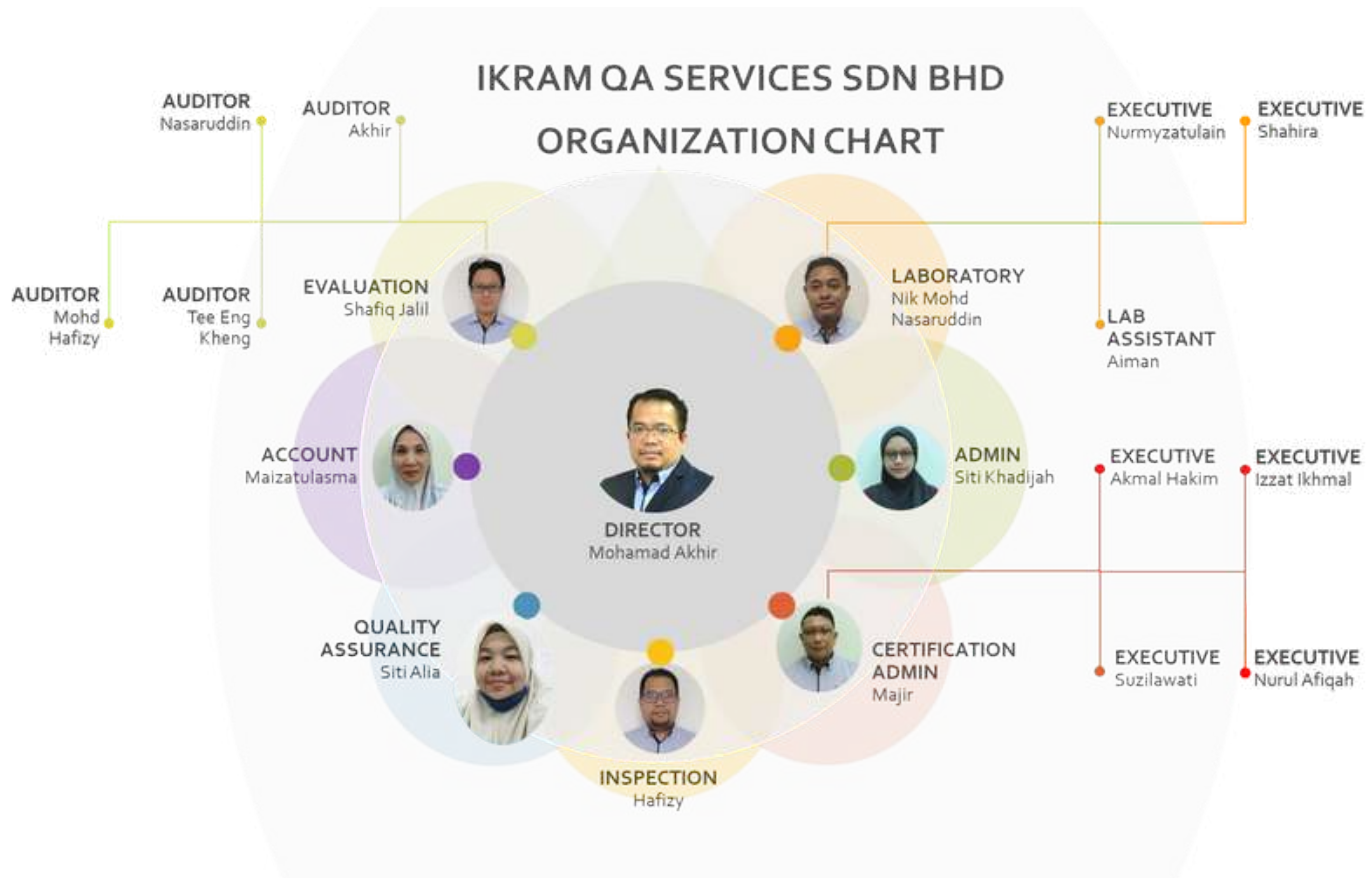 IKRAM QA SERVICES SDN BHD
ORGANIZATION CHART
AUDITOR
Nasaruddin
AUDITOR
Akhir
AUDITOR
Mohd
Hafizy
AUDITOR
Tee Eng
Kheng
EVALUATION
Shafiq Jalil
EXECUTIVE
Nurmyzatulain
EXECUTIVE
Shahira
LABORATORY
Nik Mohd
Nasaruddin
LAB
ASSISTANT
Aiman
ACCOUNT
Maizatulasma
DIRECTOR
Mohamad Akhir
ADMIN
Siti Khadijah
EXECUTIVE
Akmal Hakim
EXECUTIVE
Izzat Ikhmal
QUALITY
ASSURANCE
Siti Alia
INSPECTION
Hafizy
CERTIFICATION
ADMIN
Majir
EXECUTIVE
Suzilawati
EXECUTIVE
Nurul Afiqah